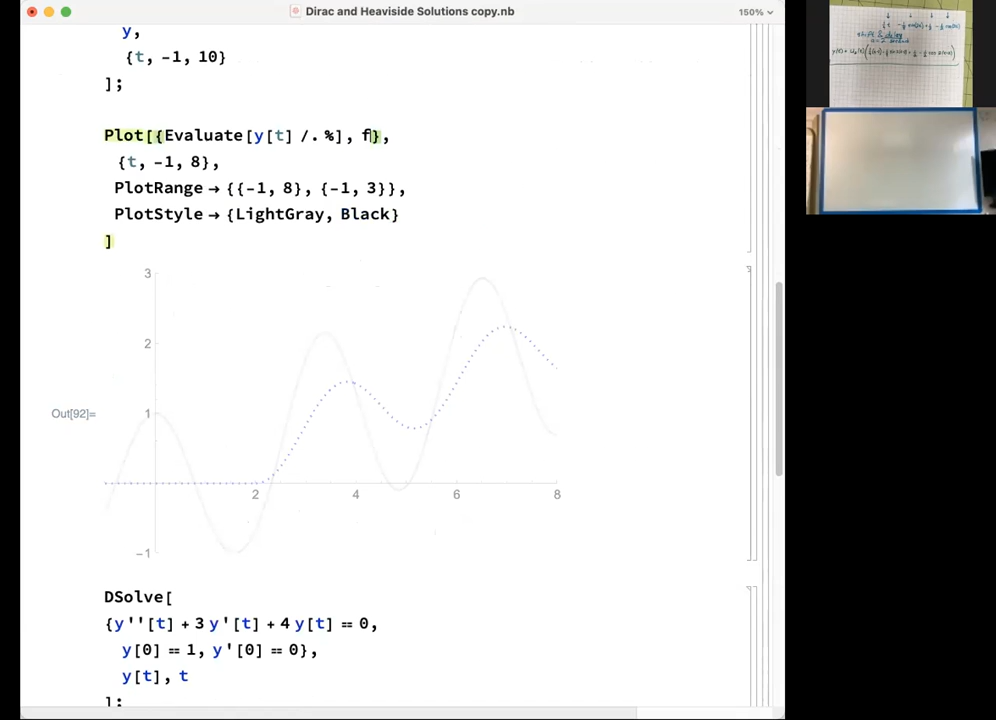 Dirac and Heaviside Solutions copy.nb
150%
y,
{t, -1, 10}
];
Plot[{Evaluate[y[t] /. %], f},
{t, -1, 8},
PlotRange → {{-1, 8}, {-1, 3}},
PlotStyle → {LightGray, Black}
]
Out[92]=
3
2
1
-1
2 4 6 8
DSolve[
{y''[t] + 3 y'[t] + 4 y[t] == 0,
y[0] == 1, y'[0] == 0},
y[t], t
];